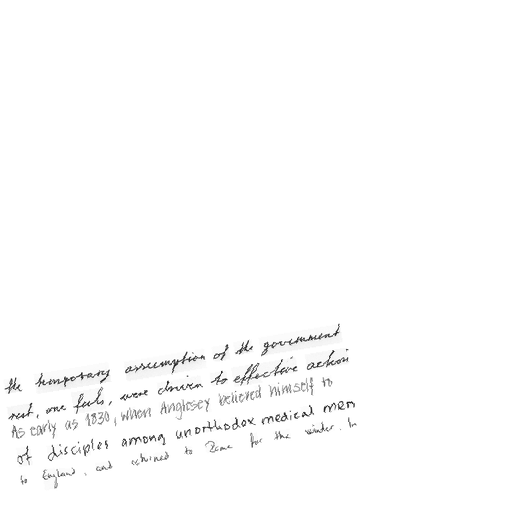 the temporary assumption of the government
rest, one feels, were driven to effective action
As early as 1830, when Anglesey believed himself to
of disciples among unorthodox medical men
to England, and returned to Rome for the winter. In